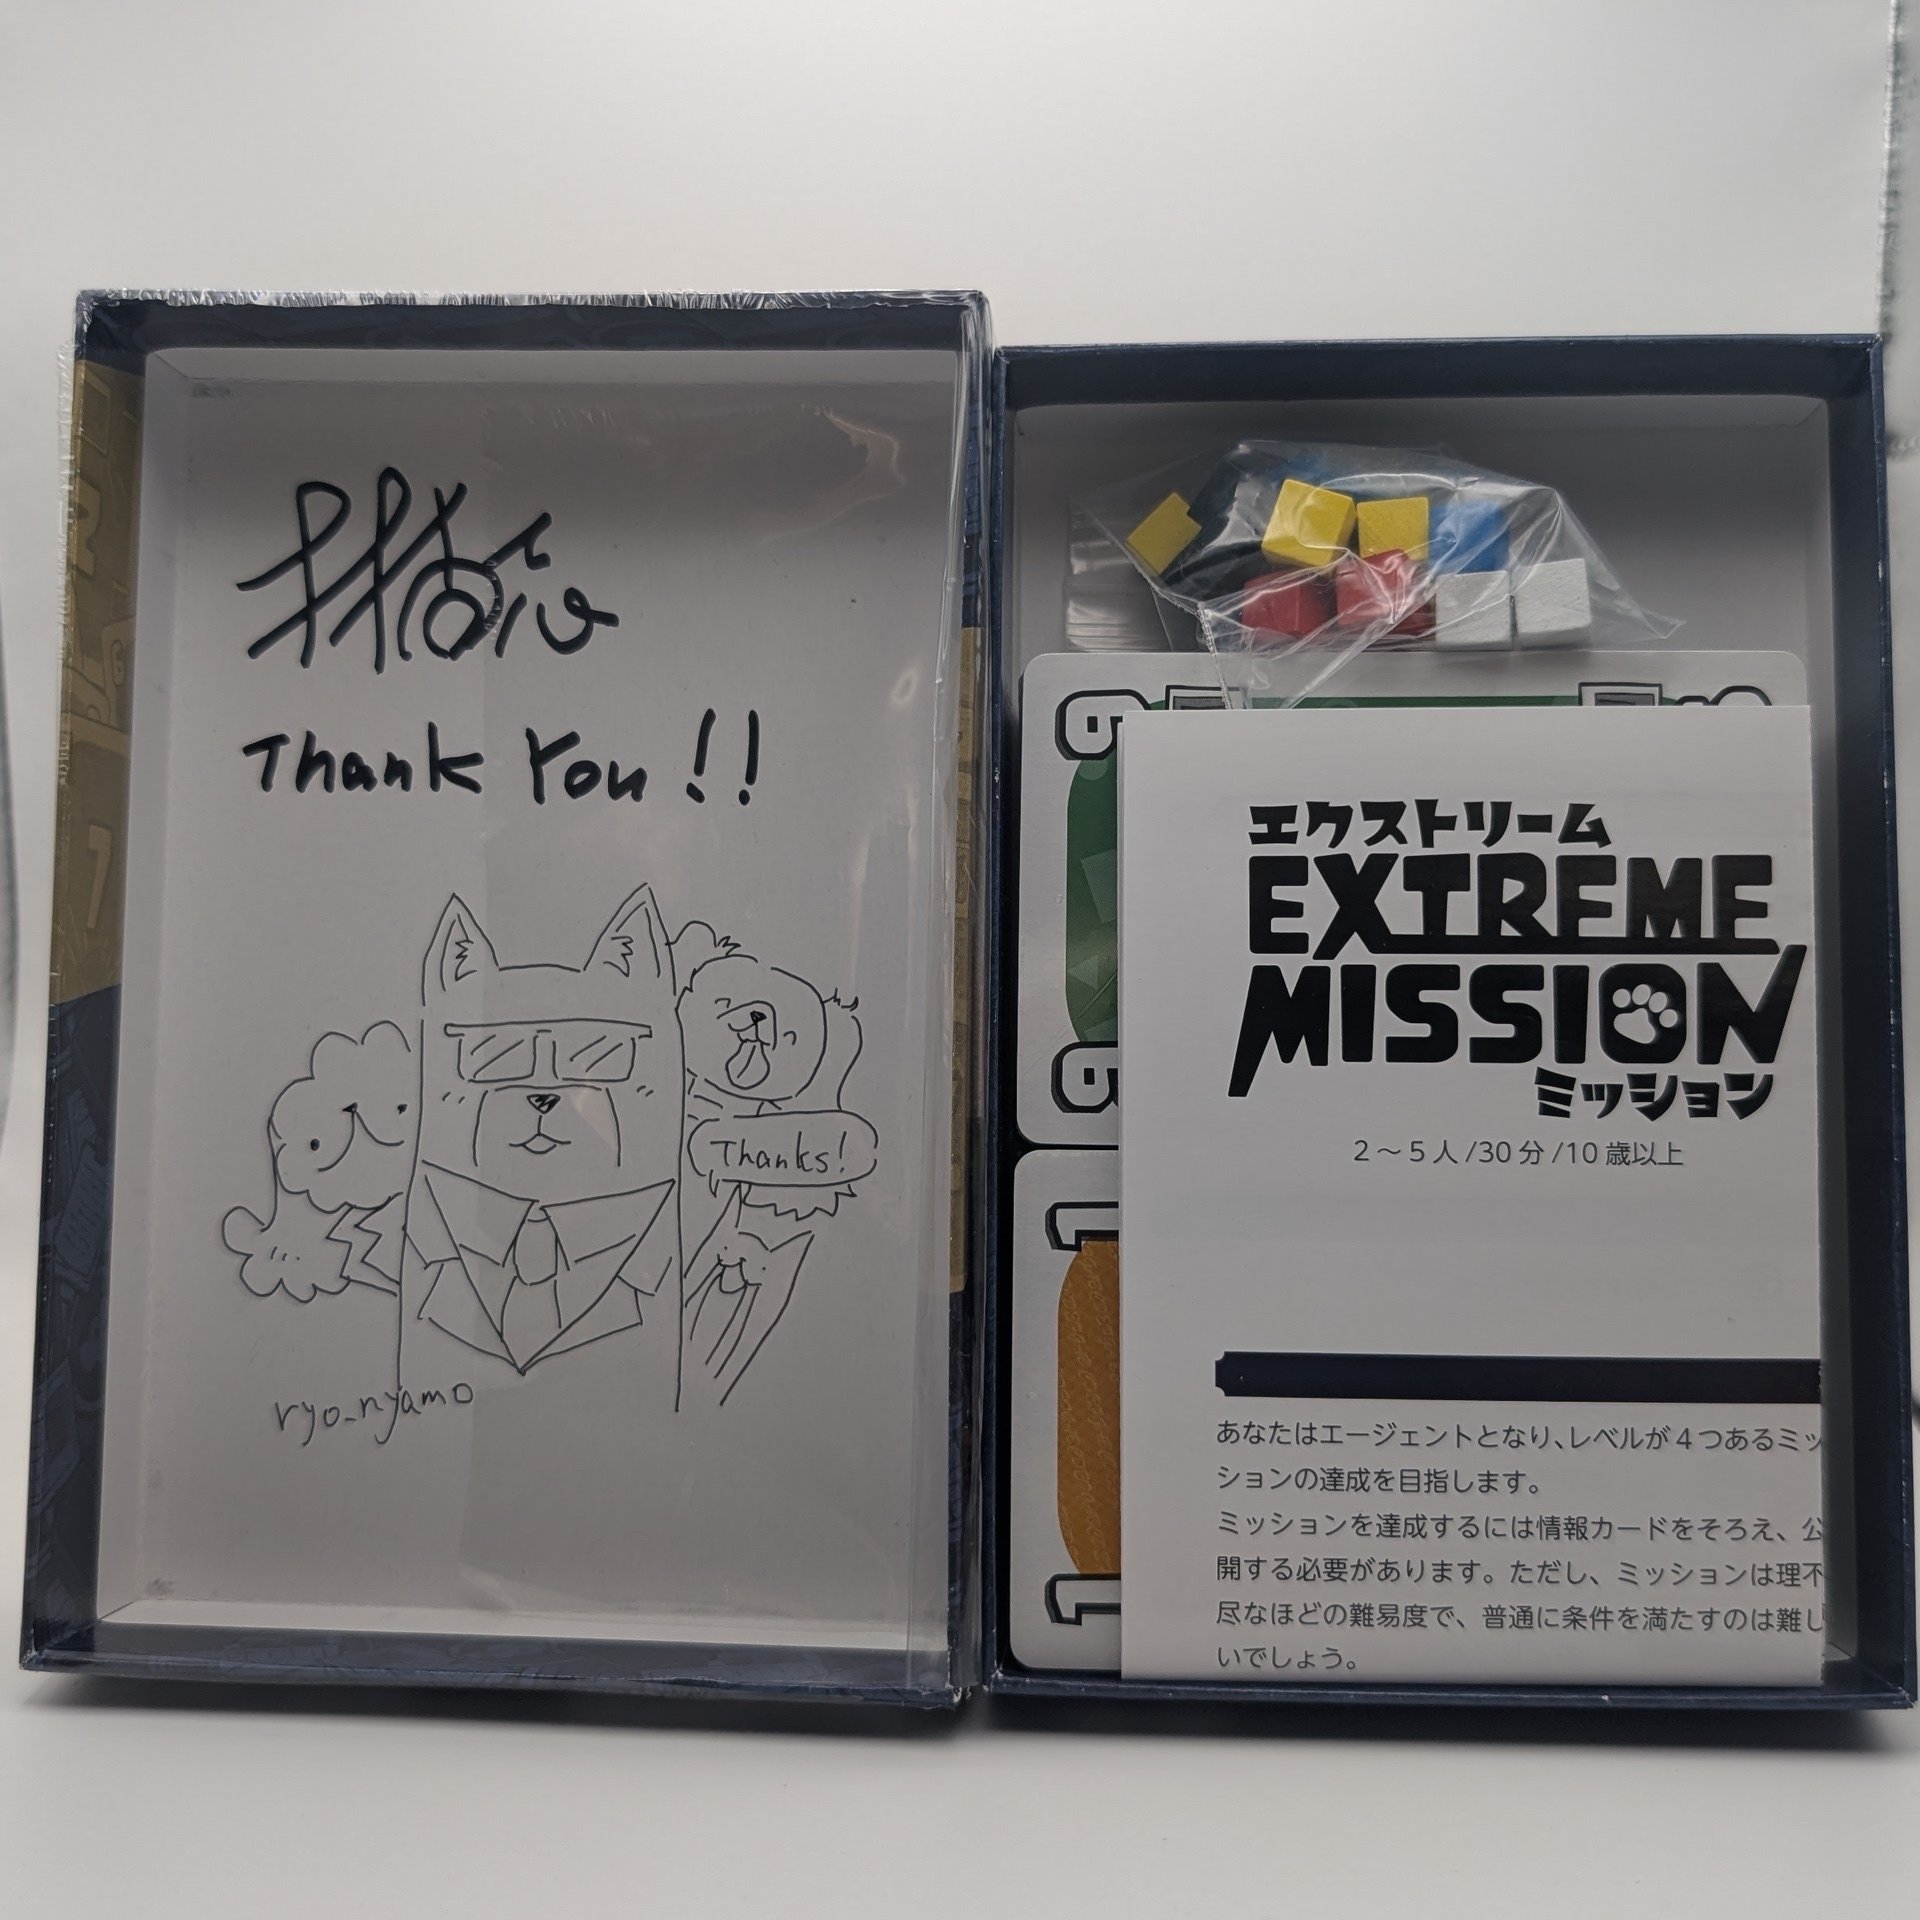 Thank You!!
Thanks!
ryo_nyamo
9
9
1
1
エクストリーム
EXTREME
MISSION
ミッション
2～5人/30分/10歳以上
あなたはエージェントとなり、レベルが4つあるミッ
ションの達成を目指します。
ミッションを達成するには情報カードをそろえ、公
開する必要があります。ただし、ミッションは理不
尽なほどの難易度で、普通に条件を満たすのは難し
いでしょう。